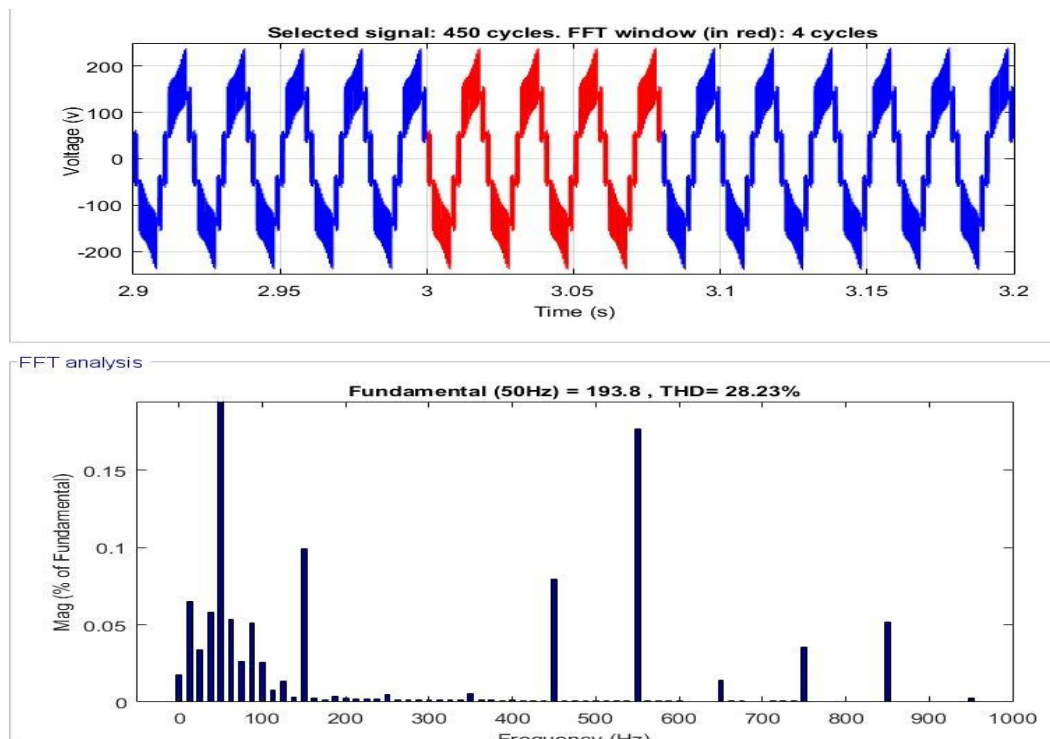 Selected signal: 450 cycles. FFT window (in red): 4 cycles
200
100
0
-100
-200
Voltage (v)
2.9 2.95 3 3.05 3.1 3.15 3.2
Time (s)
FFT analysis
Fundamental (50Hz) = 193.8 , THD= 28.23%
0.15
0.1
0.05
0
Mag (% of Fundamental)
0 100 200 300 400 500 600 700 800 900 1000
Frequency (Hz)